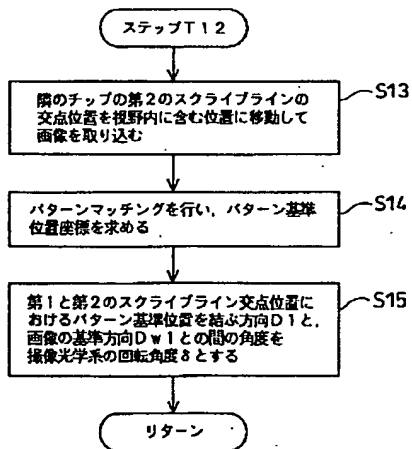 ステップT12
S13
隣のチップの第2のスクライブラインの
交点位置を視野内に含む位置に移動して
画像を取り込む
S14
パターンマッチングを行い，パターン基準
位置座標を求める
S15
第1と第2のスクライブライン交点位置に
おけるパターン基準位置を結ぶ方向D1と，
画像の基準方向Dw1との間の角度を
撮像光学系の回転角度δとする
リターン